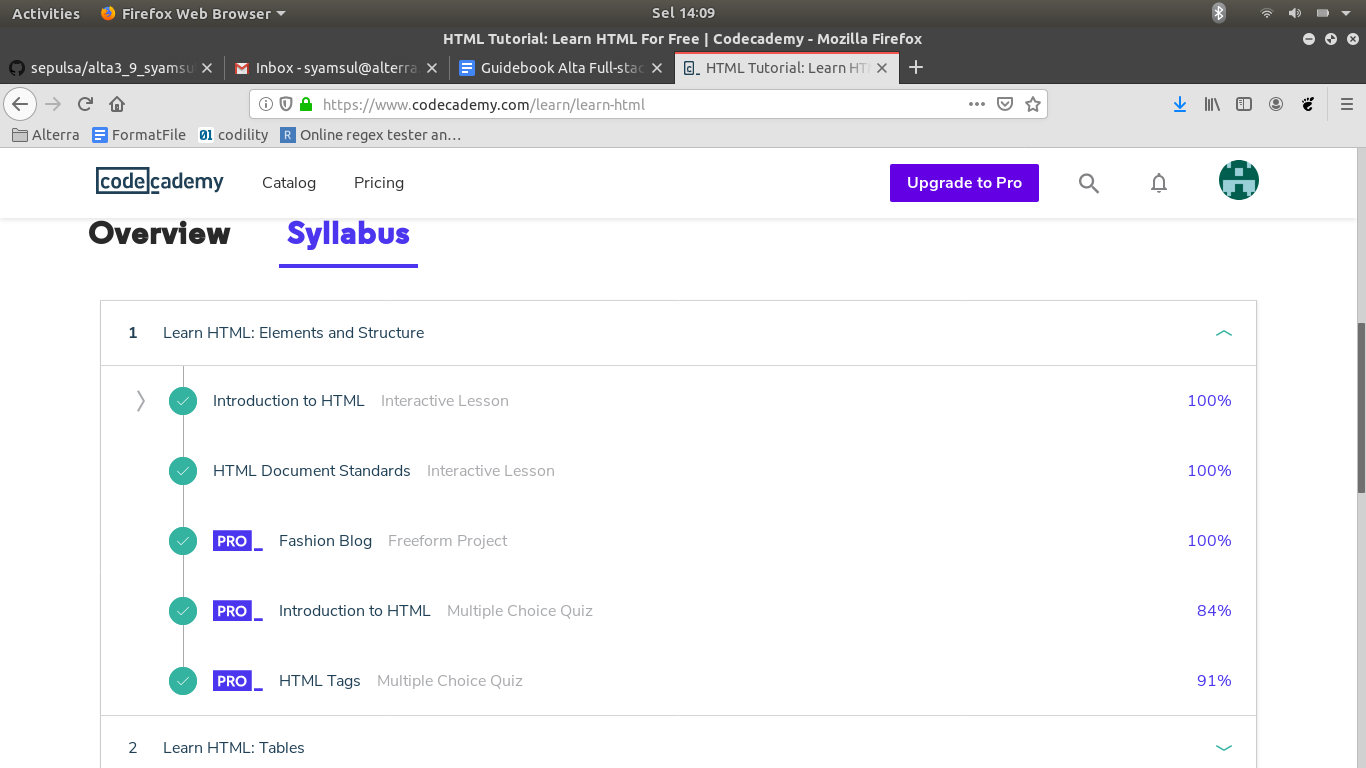 Activities Firefox Web Browser Sel 14:09
HTML Tutorial: Learn HTML For Free | Codecademy - Mozilla Firefox
sepulsa/alta3_9_syamsu Inbox - syamsul@alterra Guidebook Alta Full-stac HTML Tutorial: Learn HT
https://www.codecademy.com/learn/learn-html
Alterra FormatFile codility Online regex tester an…
codecademy Catalog Pricing Upgrade to Pro
Overview Syllabus
1 Learn HTML: Elements and Structure
Introduction to HTML Interactive Lesson 100%
HTML Document Standards Interactive Lesson 100%
PRO Fashion Blog Freeform Project 100%
PRO Introduction to HTML Multiple Choice Quiz 84%
PRO HTML Tags Multiple Choice Quiz 91%
2 Learn HTML: Tables